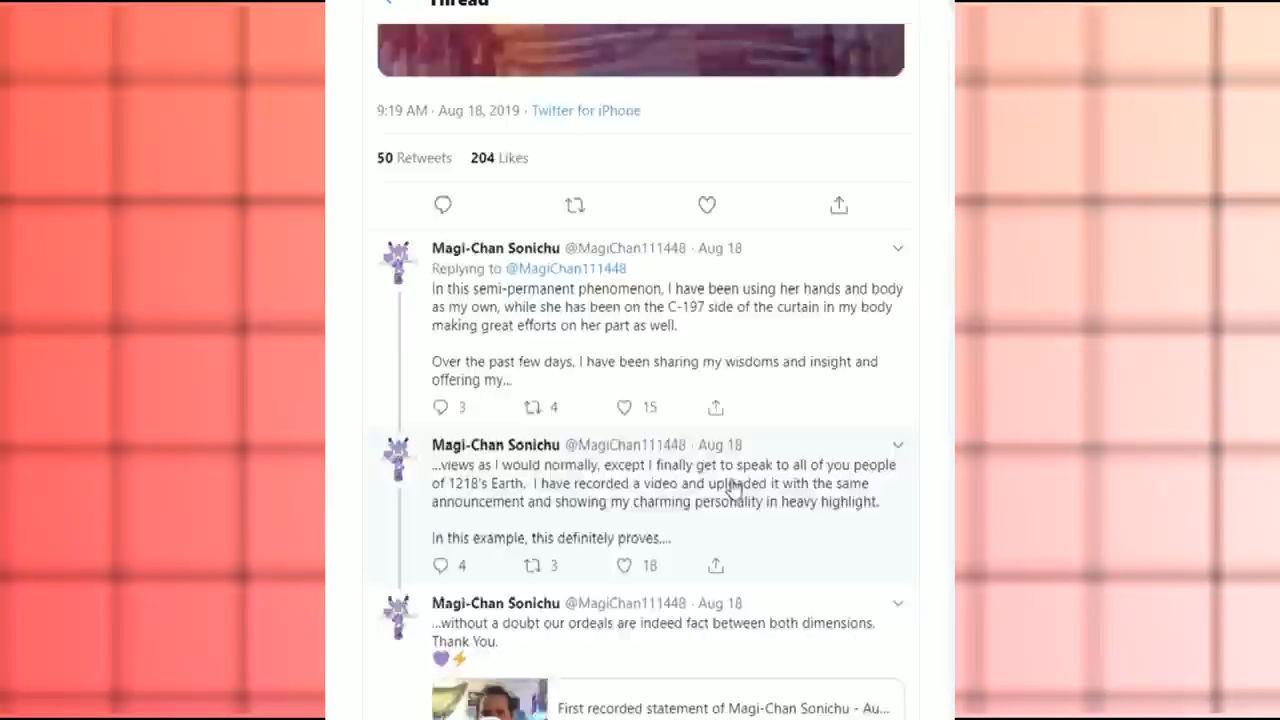 Thread
9:19 AM · Aug 18, 2019 · Twitter for iPhone
50 Retweets 204 Likes
Magi-Chan Sonichu @MagiChan111448 · Aug 18
Replying to @MagiChan111448
In this semi-permanent phenomenon, I have been using her hands and body
as my own, while she has been on the C-197 side of the curtain in my body
making great efforts on her part as well.
Over the past few days, I have been sharing my wisdoms and insight and
offering my...
3 4 15
Magi-Chan Sonichu @MagiChan111448 · Aug 18
...views as I would normally, except I finally get to speak to all of you people
of 1218's Earth. I have recorded a video and uploaded it with the same
announcement and showing my charming personality in heavy highlight.
In this example, this definitely proves....
4 3 18
Magi-Chan Sonichu @MagiChan111448 · Aug 18
...without a doubt our ordeals are indeed fact between both dimensions.
Thank You.
💜⚡
First recorded statement of Magi-Chan Sonichu - Au...